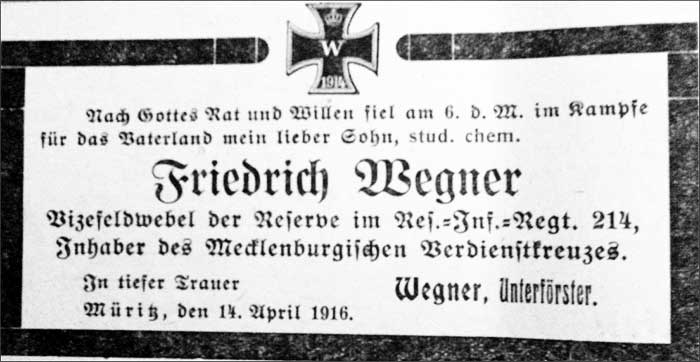 W
1914
Nach Gottes Rat und Willen fiel am 6. d. M. im Kampfe
für das Vaterland mein lieber Sohn, stud. chem.
Friedrich Wegner
Vizefeldwebel der Reserve im Res.=Inf.=Regt. 214,
Inhaber des Mecklenburgischen Verdienstkreuzes.
In tiefer Trauer
Wegner, Unterförster.
Müritz, den 14. April 1916.